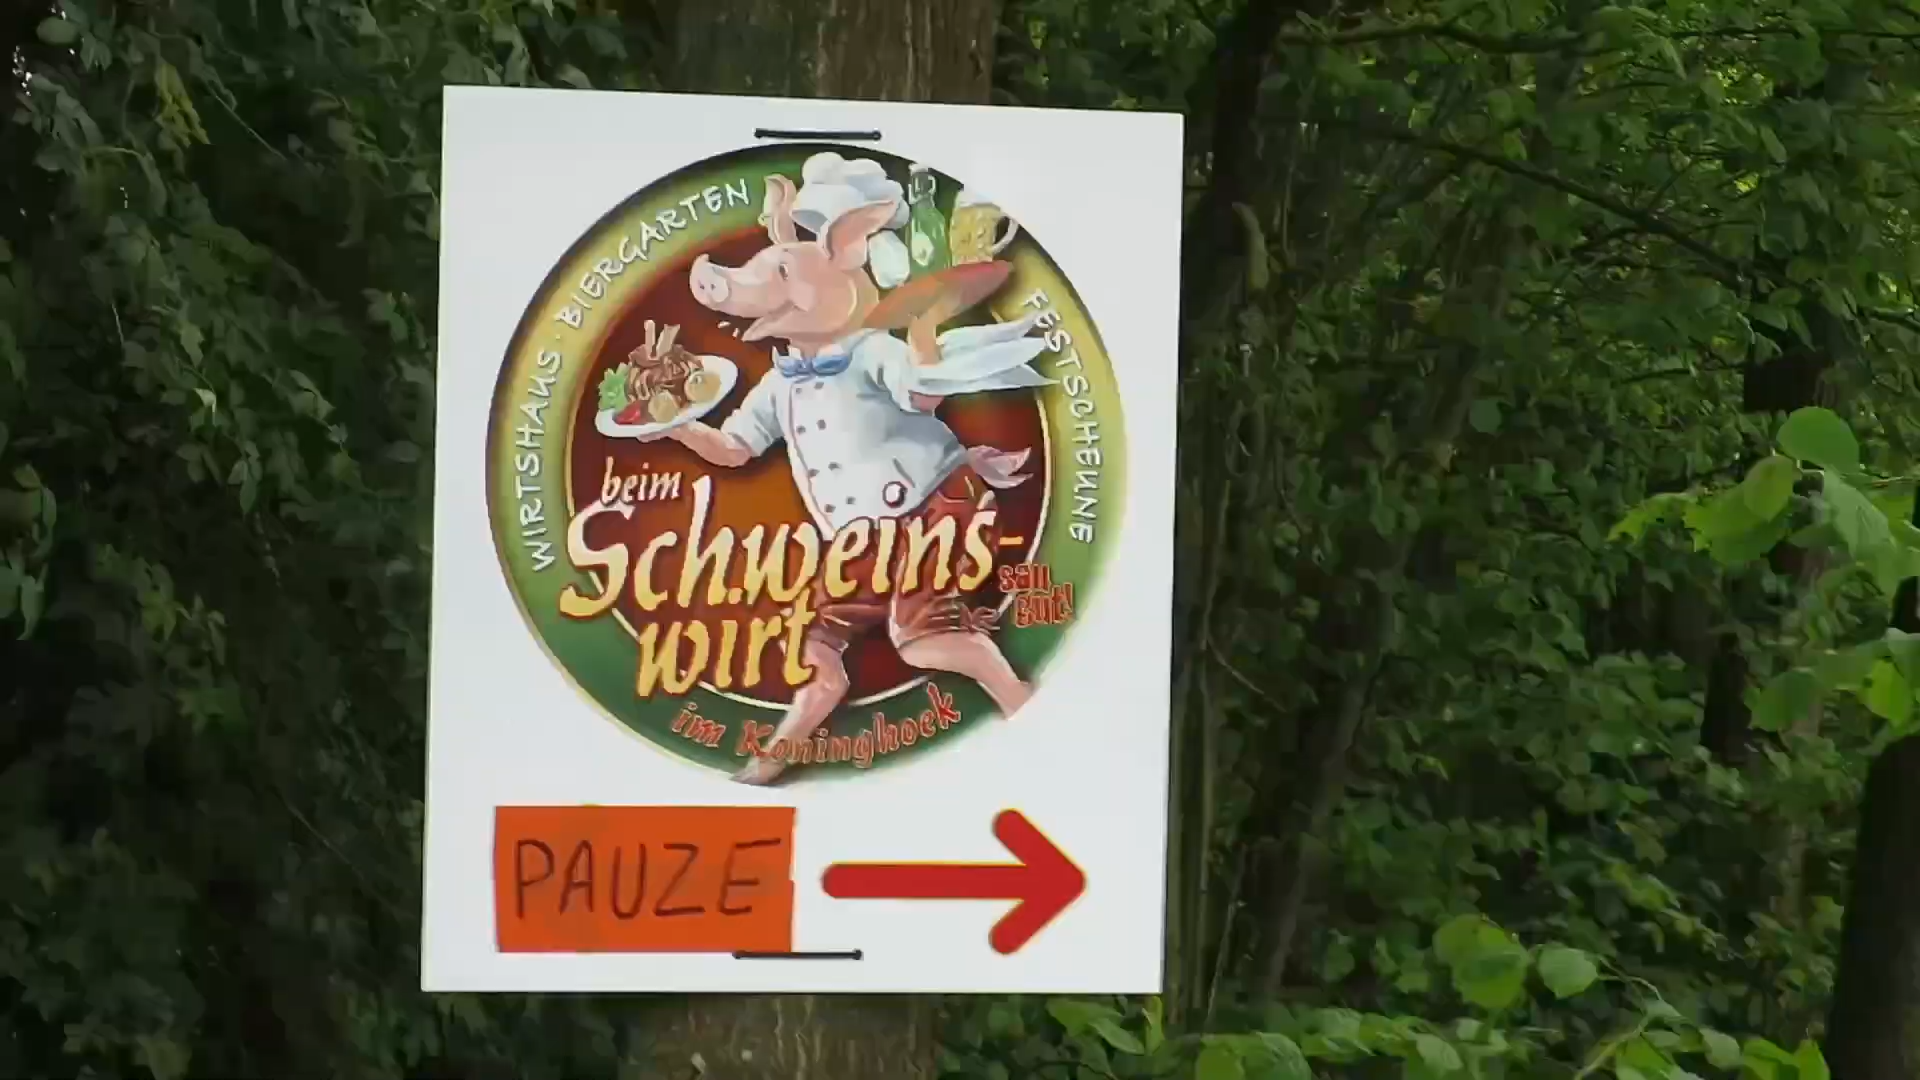 WIRTSHAUS · BIERGARTEN
FESTSCHEUNE
beim
Schweins-
wirt
sau
gut!
im Koninghoek
PAUZE